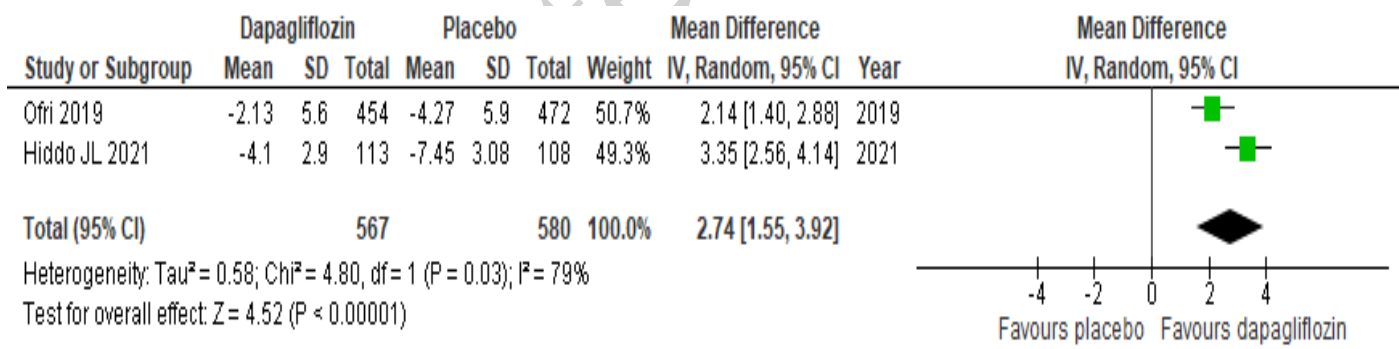 Dapagliflozin Placebo Mean Difference Mean Difference
Study or Subgroup Mean SD Total Mean SD Total Weight IV, Random, 95% CI Year IV, Random, 95% CI
Ofri 2019 -2.13 5.6 454 -4.27 5.9 472 50.7% 2.14 [1.40, 2.88] 2019
Hiddo JL 2021 -4.1 2.9 113 -7.45 3.08 108 49.3% 3.35 [2.56, 4.14] 2021
Total (95% CI) 567 580 100.0% 2.74 [1.55, 3.92]
Heterogeneity: Tau² = 0.58; Chi² = 4.80, df = 1 (P = 0.03); I² = 79%
Test for overall effect: Z = 4.52 (P < 0.00001)
-4 -2 0 2 4
Favours placebo Favours dapagliflozin